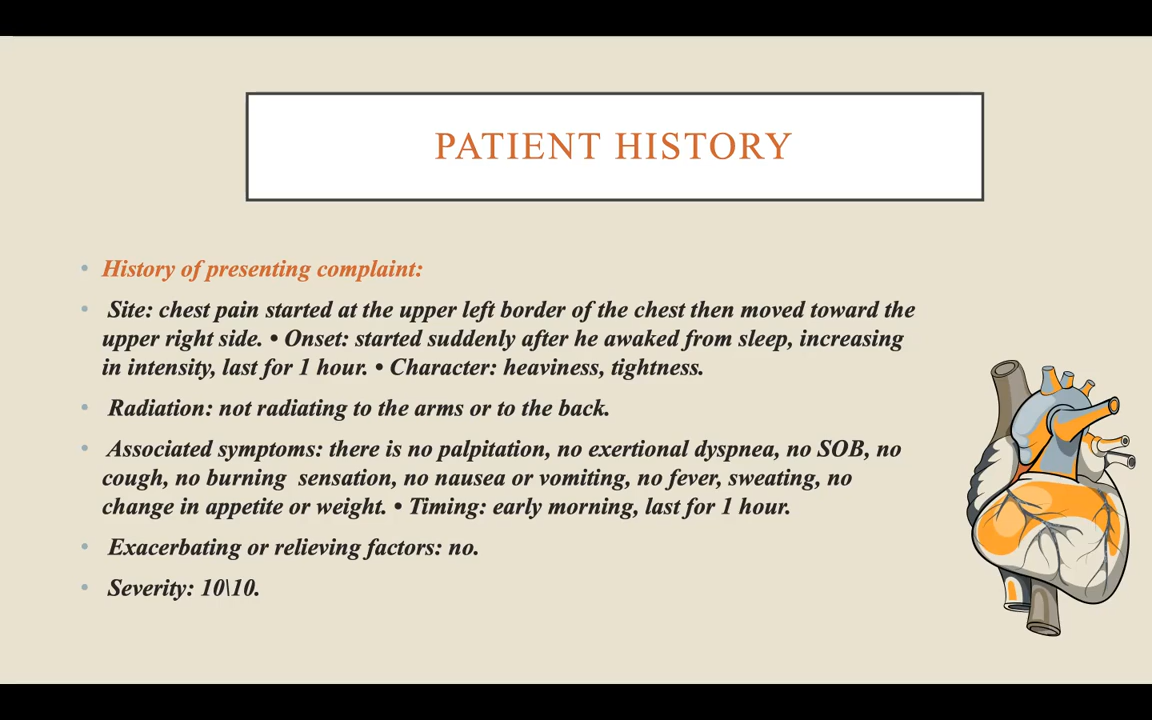 PATIENT HISTORY
• History of presenting complaint:
• Site: chest pain started at the upper left border of the chest then moved toward the
upper right side. • Onset: started suddenly after he awaked from sleep, increasing
in intensity, last for 1 hour. • Character: heaviness, tightness.
• Radiation: not radiating to the arms or to the back.
• Associated symptoms: there is no palpitation, no exertional dyspnea, no SOB, no
cough, no burning  sensation, no nausea or vomiting, no fever, sweating, no
change in appetite or weight. • Timing: early morning, last for 1 hour.
• Exacerbating or relieving factors: no.
• Severity: 10\10.